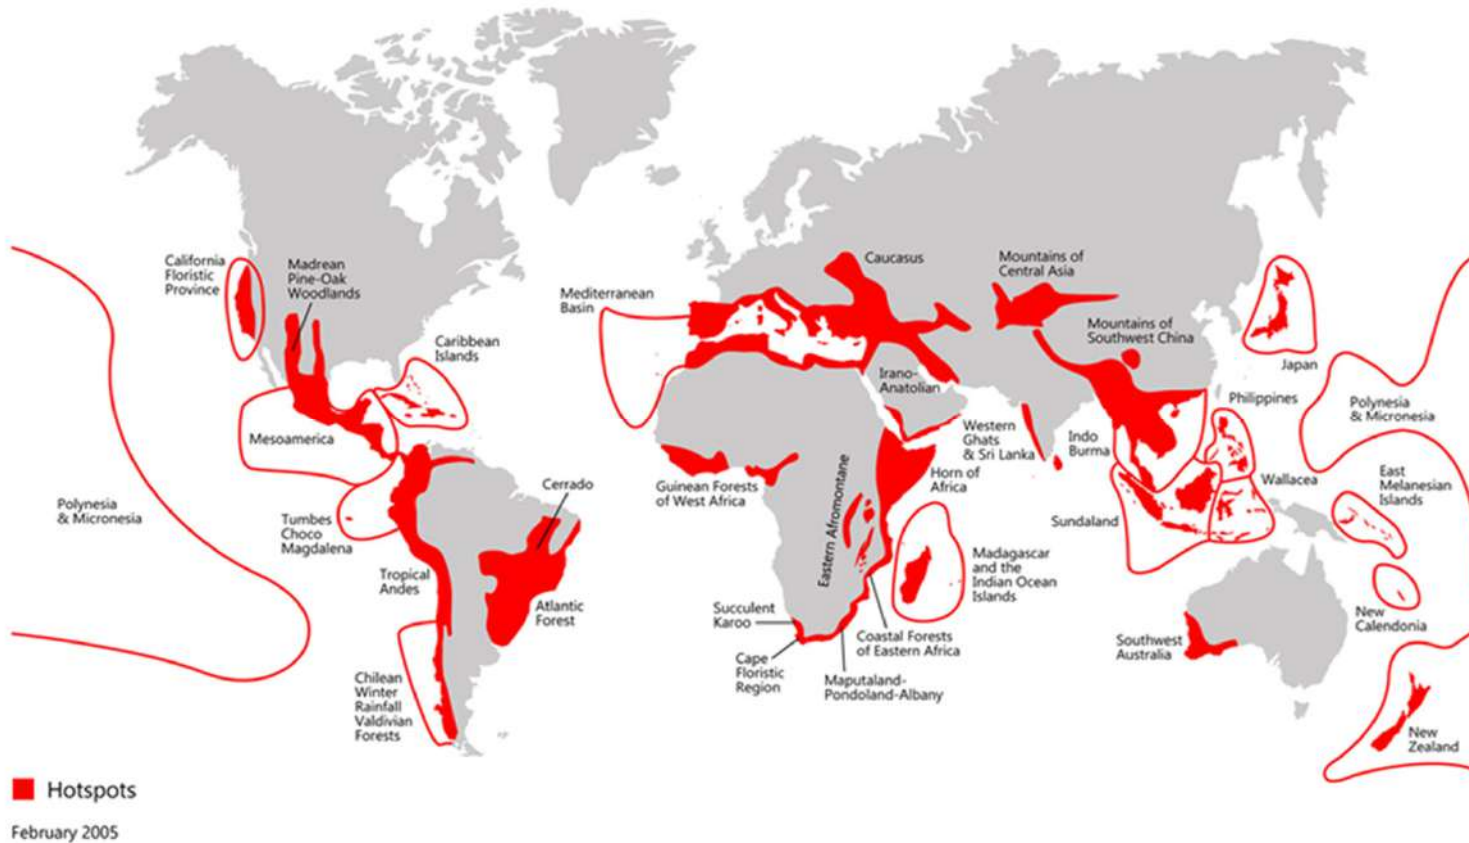 California
Floristic
Province
Madrean
Pine-Oak
Woodlands
Caribbean
Islands
Mesoamerica
Polynesia
& Micronesia
Tumbes
Choco
Magdalena
Cerrado
Tropical
Andes
Atlantic
Forest
Chilean
Winter
Rainfall
Valdivian
Forests
Mediterranean
Basin
Caucasus
Mountains of
Central Asia
Mountains of
Southwest China
Irano-
Anatolian
Japan
Philippines
Polynesia
& Micronesia
Western
Ghats
& Sri Lanka
Indo
Burma
Horn of
Africa
Guinean Forests
of West Africa
Eastern Afromontane
Wallacea
East
Melanesian
Islands
Sundaland
Madagascar
and the
Indian Ocean
Islands
Succulent
Karoo
Cape
Floristic
Region
Coastal Forests
of Eastern Africa
Maputaland-
Pondoland-Albany
Southwest
Australia
New
Calendonia
New
Zealand
Hotspots
February 2005